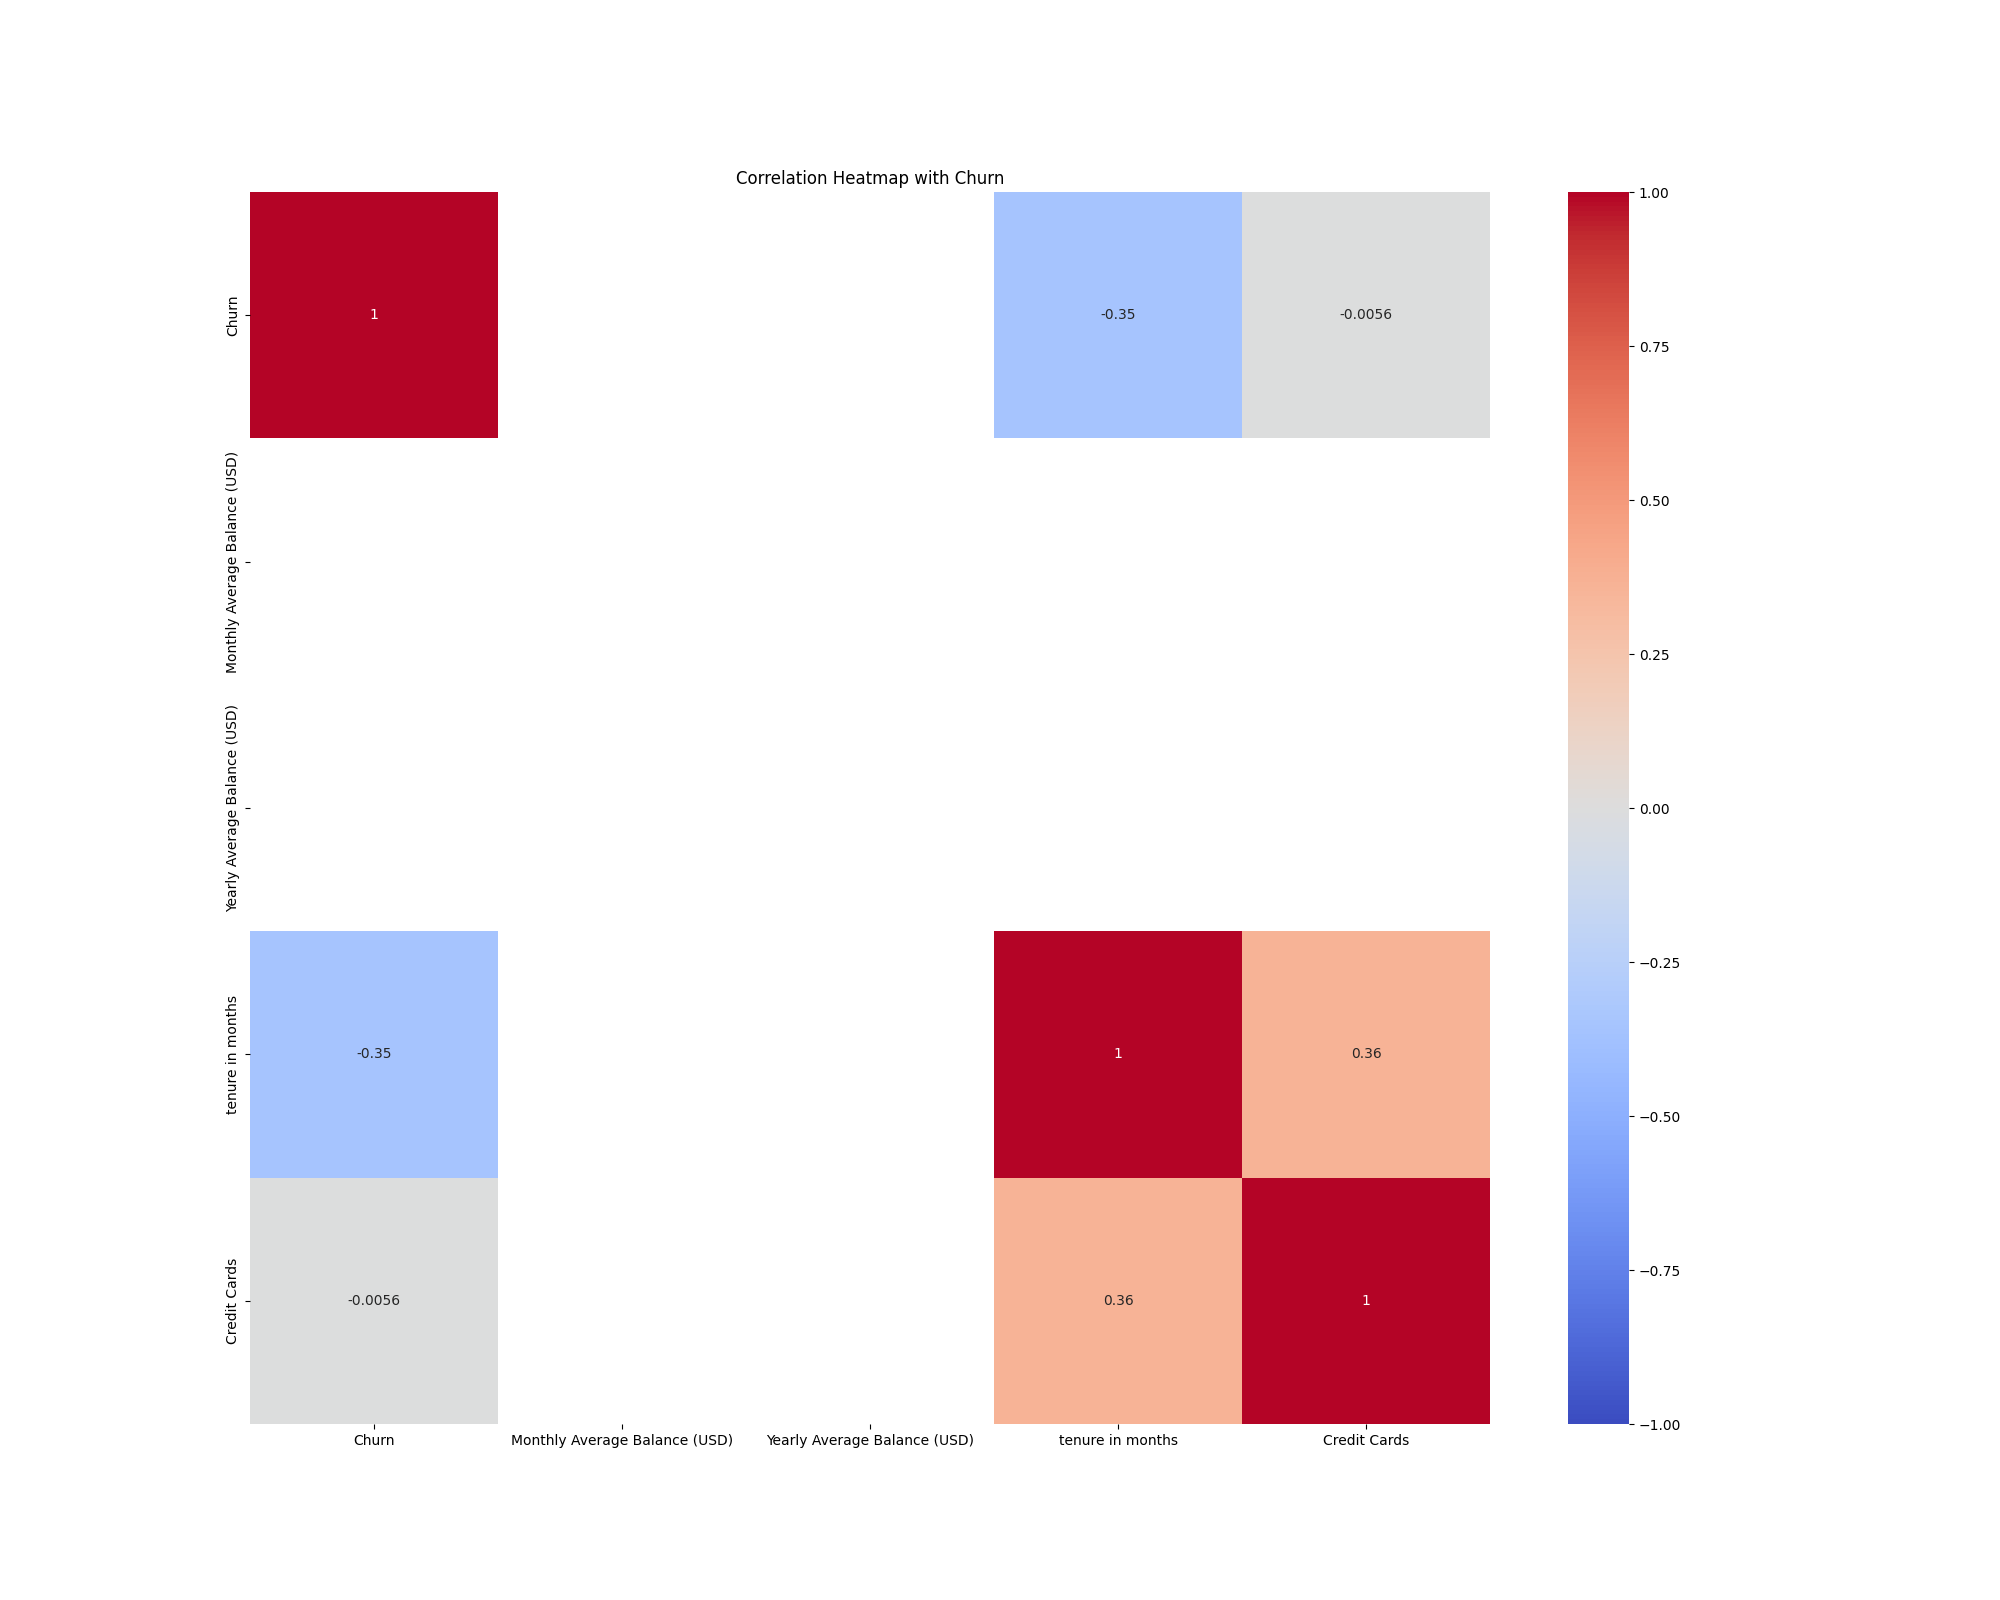 Correlation Heatmap with Churn
Churn
1
-0.35
-0.0056
Monthly Average Balance (USD)
Yearly Average Balance (USD)
tenure in months
-0.35
1
0.36
Credit Cards
-0.0056
0.36
1
Churn
Monthly Average Balance (USD)
Yearly Average Balance (USD)
tenure in months
Credit Cards
1.00
0.75
0.50
0.25
0.00
−0.25
−0.50
−0.75
−1.00